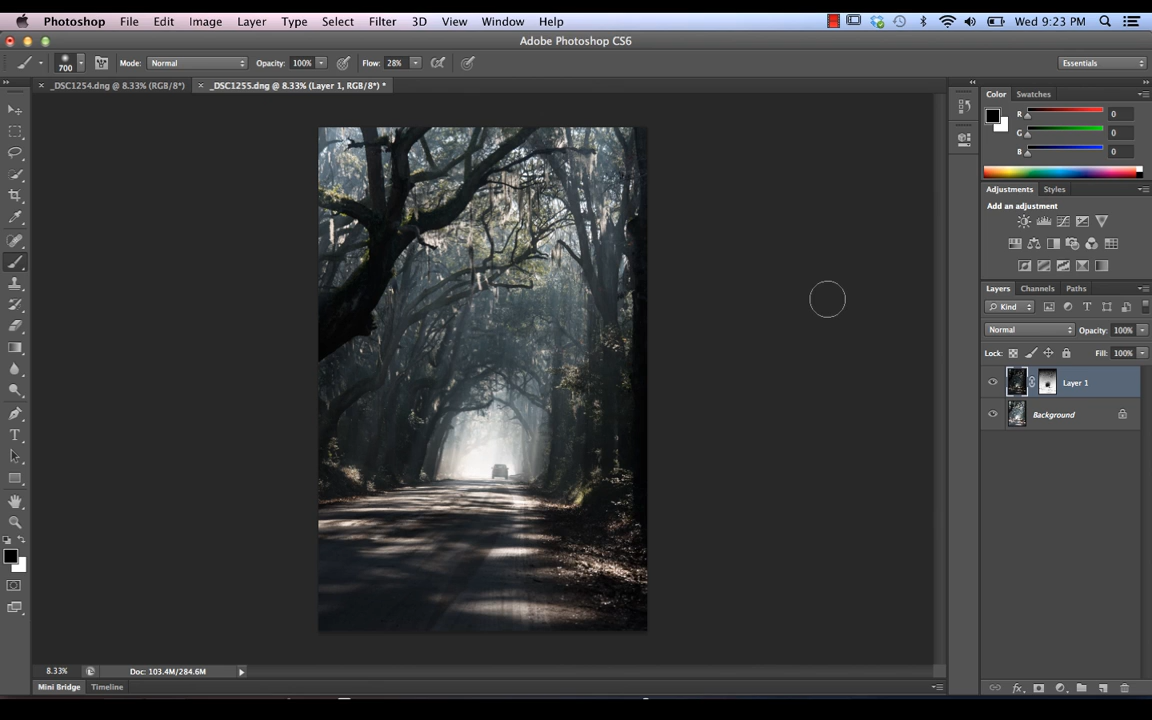 Photoshop File Edit Image Layer Type Select Filter 3D View Window Help Wed 9:23 PM
Adobe Photoshop CS6
700 Mode: Normal Opacity: 100% Flow: 28% Essentials
_DSC1254.dng @ 8.33% (RGB/8*) _DSC1255.dng @ 8.33% (Layer 1, RGB/8*) *
Color Swatches
R 0
G 0
B 0
Adjustments Styles
Add an adjustment
Layers Channels Paths
Kind
Normal Opacity: 100%
Lock: Fill: 100%
Layer 1
Background
8.33% Doc: 103.4M/284.6M
Mini Bridge Timeline